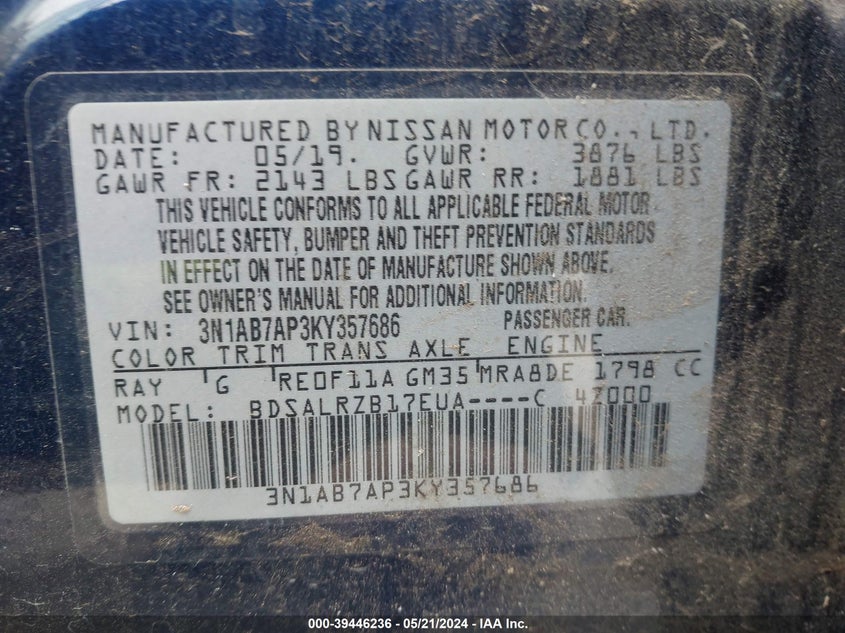 MANUFACTURED BY NISSAN MOTOR CO., LTD.
DATE: 05/19. GVWR: 3876 LBS
GAWR FR: 2143 LBS GAWR RR: 1881 LBS
THIS VEHICLE CONFORMS TO ALL APPLICABLE FEDERAL MOTOR
VEHICLE SAFETY, BUMPER AND THEFT PREVENTION STANDARDS
IN EFFECT ON THE DATE OF MANUFACTURE SHOWN ABOVE.
SEE OWNER'S MANUAL FOR ADDITIONAL INFORMATION.
VIN: 3N1AB7AP3KY357686 PASSENGER CAR.
COLOR TRIM TRANS AXLE ENGINE
RAY G RE0F11A GM35 MRA8DE 1798 CC
MODEL: BDSALRZB17EUA----C 4Z000
3N1AB7AP3KY357686
000-39446236 - 05/21/2024 - IAA Inc.